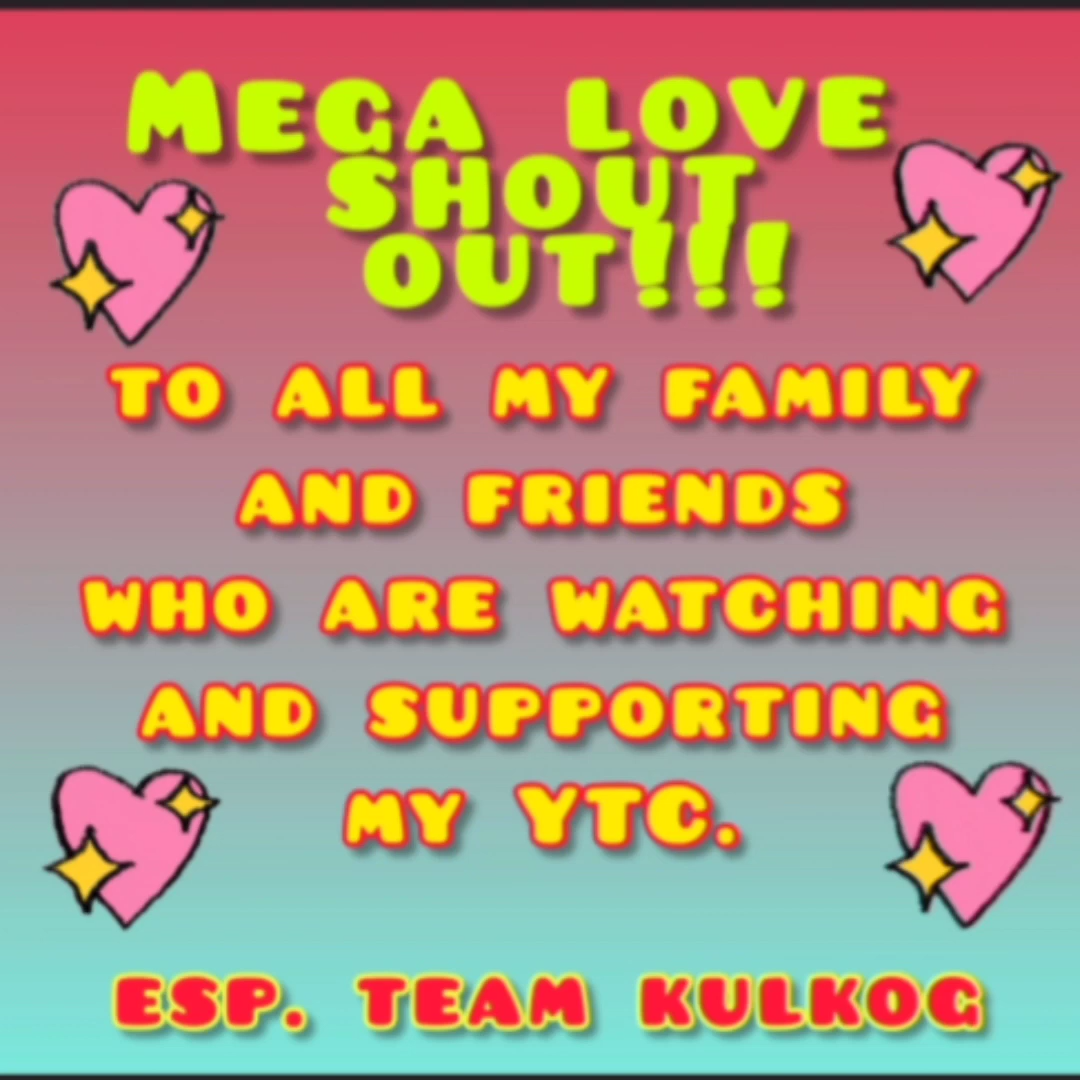 MEGA LOVE
SHOUT
OUT!!!
TO ALL MY FAMILY
AND FRIENDS
WHO ARE WATCHING
AND SUPPORTING
MY YTC.
ESP. TEAM KULKOG